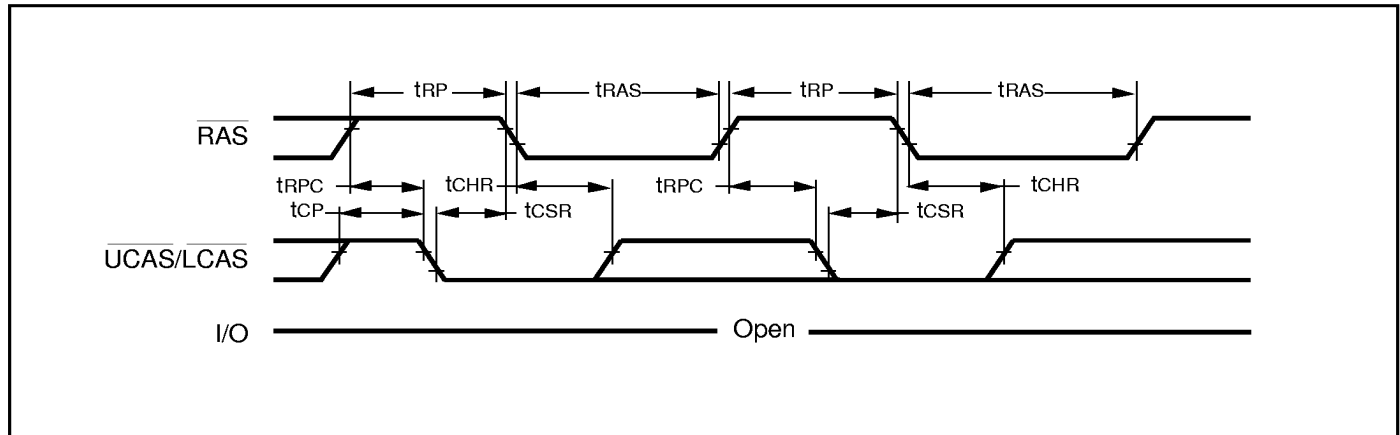 tRP tRAS tRP tRAS
RAS
tRPC tCHR tRPC tCHR
tCP tCSR tCSR
UCAS/LCAS
I/O Open